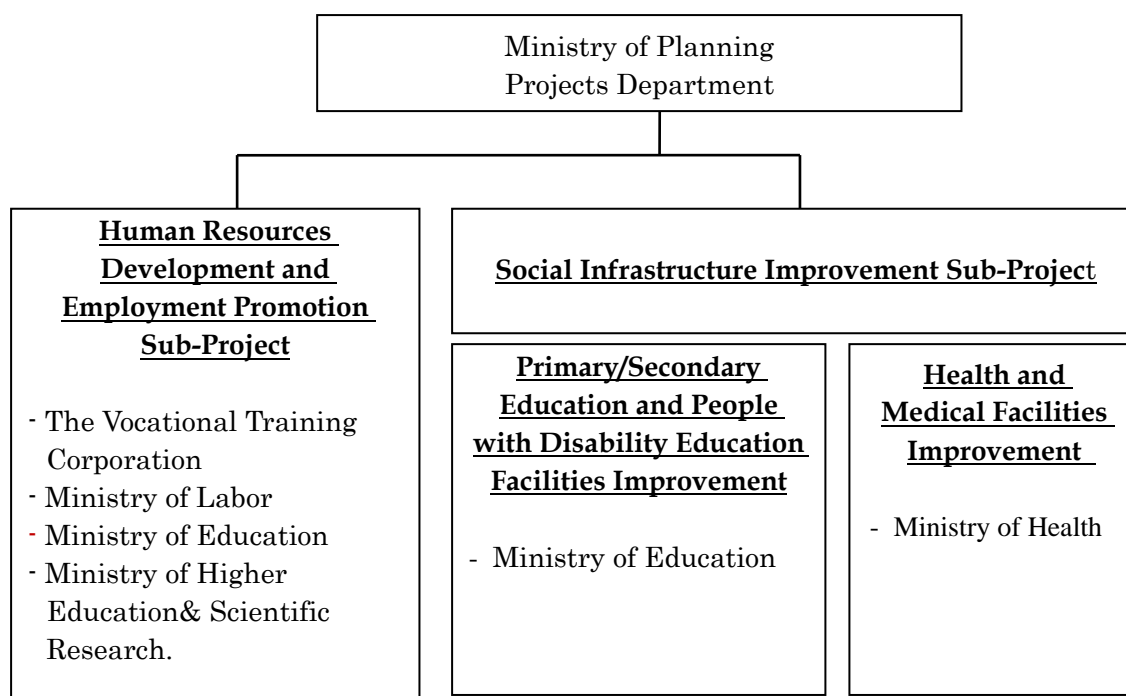 Ministry of Planning
Projects Department
Human Resources
Development and
Employment Promotion
Sub-Project
- The Vocational Training
Corporation
- Ministry of Labor
- Ministry of Education
- Ministry of Higher
Education& Scientific
Research.
Social Infrastructure Improvement Sub-Project
Primary/Secondary
Education and People
with Disability Education
Facilities Improvement
- Ministry of Education
Health and
Medical Facilities
Improvement
- Ministry of Health